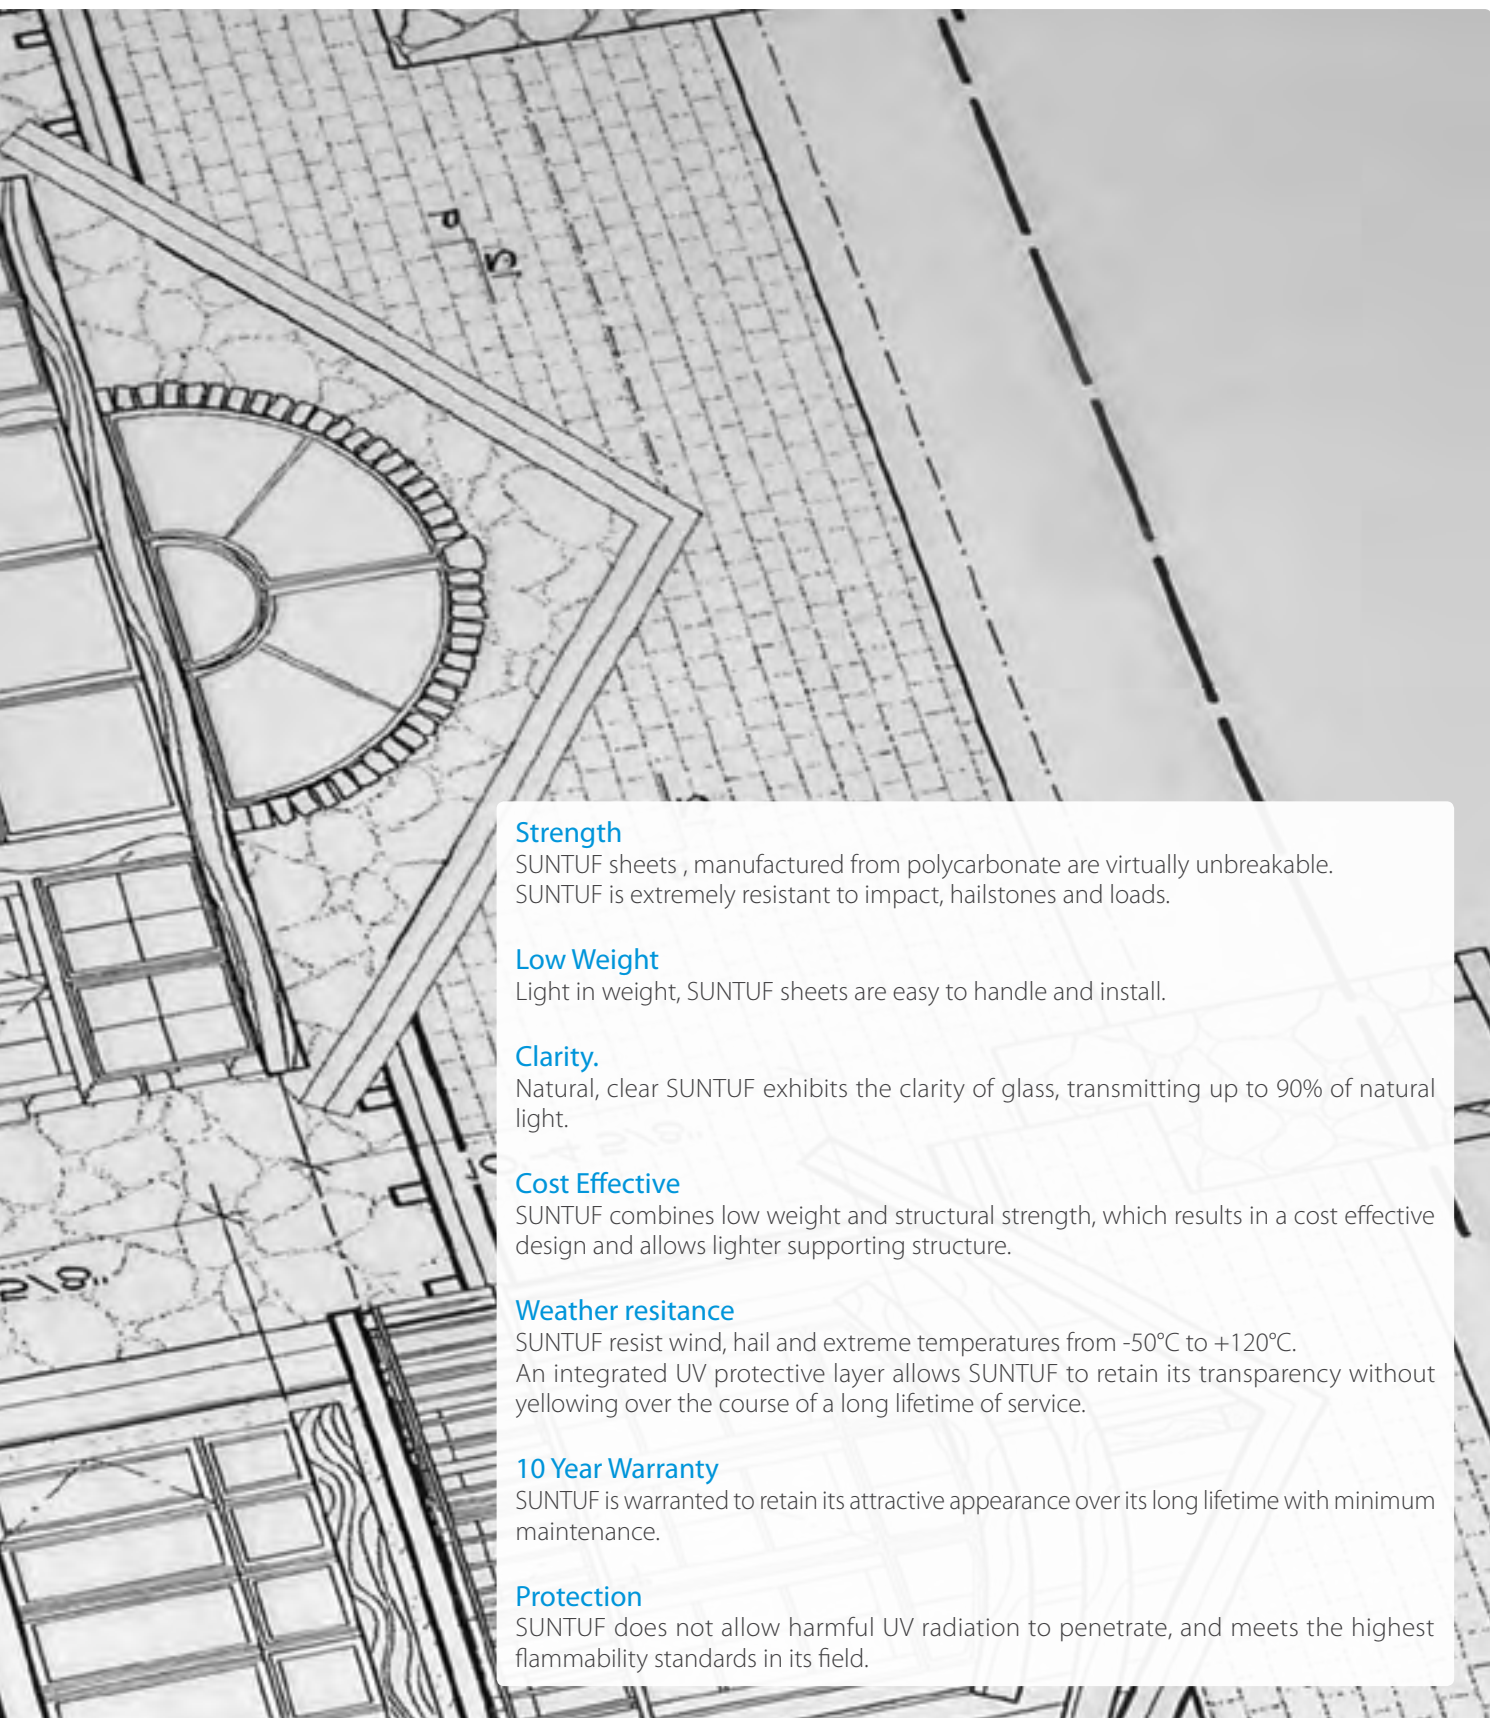 Strength
SUNTUF sheets , manufactured from polycarbonate are virtually unbreakable.
SUNTUF is extremely resistant to impact, hailstones and loads.
Low Weight
Light in weight, SUNTUF sheets are easy to handle and install.
Clarity.
Natural, clear SUNTUF exhibits the clarity of glass, transmitting up to 90% of natural
light.
Cost Effective
SUNTUF combines low weight and structural strength, which results in a cost effective
design and allows lighter supporting structure.
Weather resitance
SUNTUF resist wind, hail and extreme temperatures from -50°C to +120°C.
An integrated UV protective layer allows SUNTUF to retain its transparency without
yellowing over the course of a long lifetime of service.
10 Year Warranty
SUNTUF is warranted to retain its attractive appearance over its long lifetime with minimum
maintenance.
Protection
SUNTUF does not allow harmful UV radiation to penetrate, and meets the highest
flammability standards in its field.